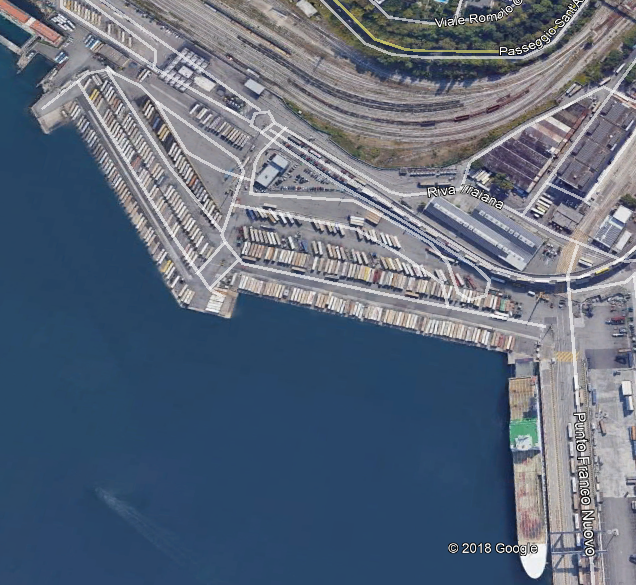 Viale Romolo G
Passeggio Sant'A
Riva Traiana
Punto Franco Nuovo
© 2018 Google